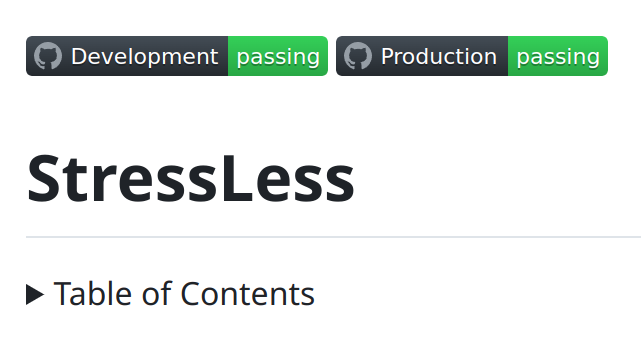 Development passing Production passing
StressLess
Table of Contents